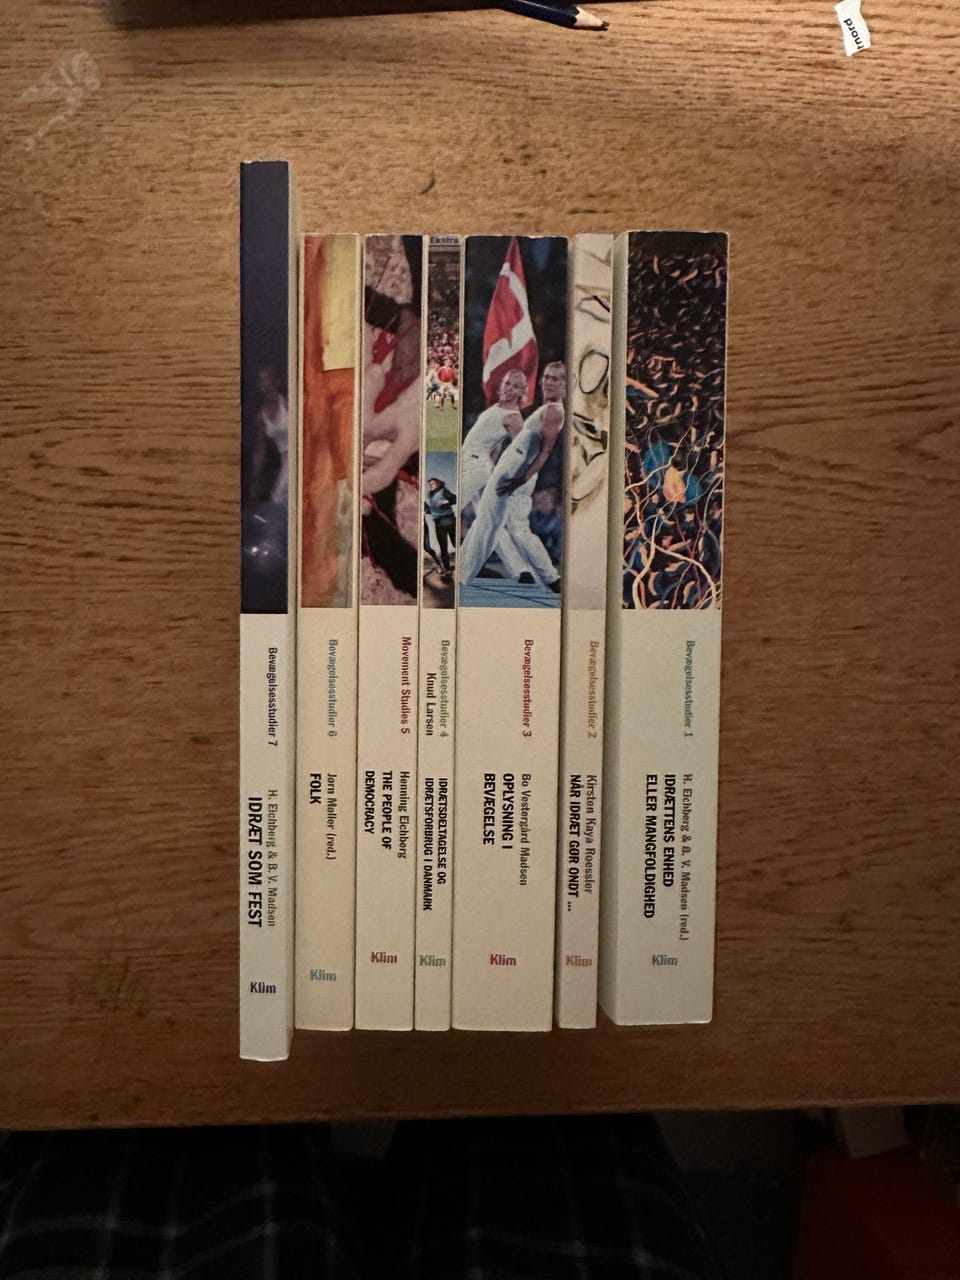 Bevægelsesstudier 7
H. Eichberg & B. V. Madsen
IDRÆT SOM FEST
Klim
Bevægelsesstudier 6
Jørn Møller (red.)
FOLK
Klim
Movement Studies 5
Henning Eichberg
THE PEOPLE OF
DEMOCRACY
Klim
Ekstra
Bevægelsesstudier 4
Knud Larsen
IDRÆTSDELTAGELSE OG
IDRÆTSFORBRUG I DANMARK
Klim
Bevægelsesstudier 3
Bo Vestergård Madsen
OPLYSNING I
BEVÆGELSE
Klim
Bevægelsesstudier 2
Kirsten Kaya Roessler
NÅR IDRÆT GØR ONDT ...
Klim
Bevægelsesstudier 1
H. Eichberg & B. V. Madsen (red.)
IDRÆTTENS ENHED
ELLER MANGFOLDIGHED
Klim